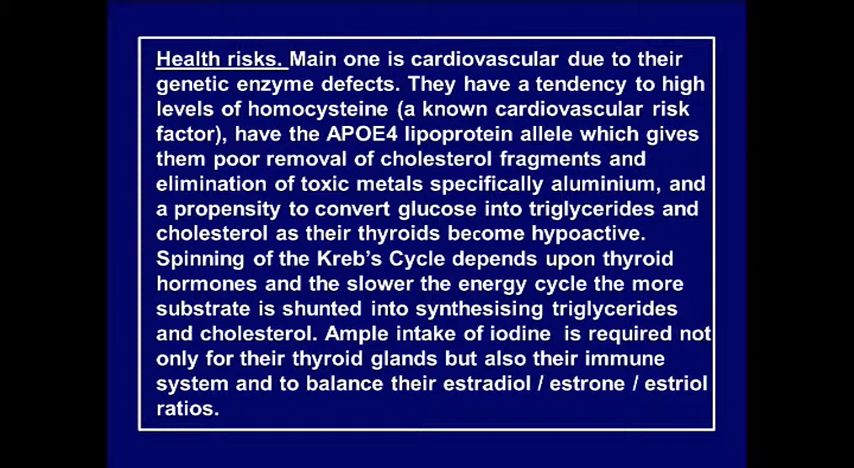 Health risks. Main one is cardiovascular due to their
genetic enzyme defects. They have a tendency to high
levels of homocysteine (a known cardiovascular risk
factor), have the APOE4 lipoprotein allele which gives
them poor removal of cholesterol fragments and
elimination of toxic metals specifically aluminium, and
a propensity to convert glucose into triglycerides and
cholesterol as their thyroids become hypoactive.
Spinning of the Kreb's Cycle depends upon thyroid
hormones and the slower the energy cycle the more
substrate is shunted into synthesising triglycerides
and cholesterol. Ample intake of iodine  is required not
only for their thyroid glands but also their immune
system and to balance their estradiol / estrone / estriol
ratios.